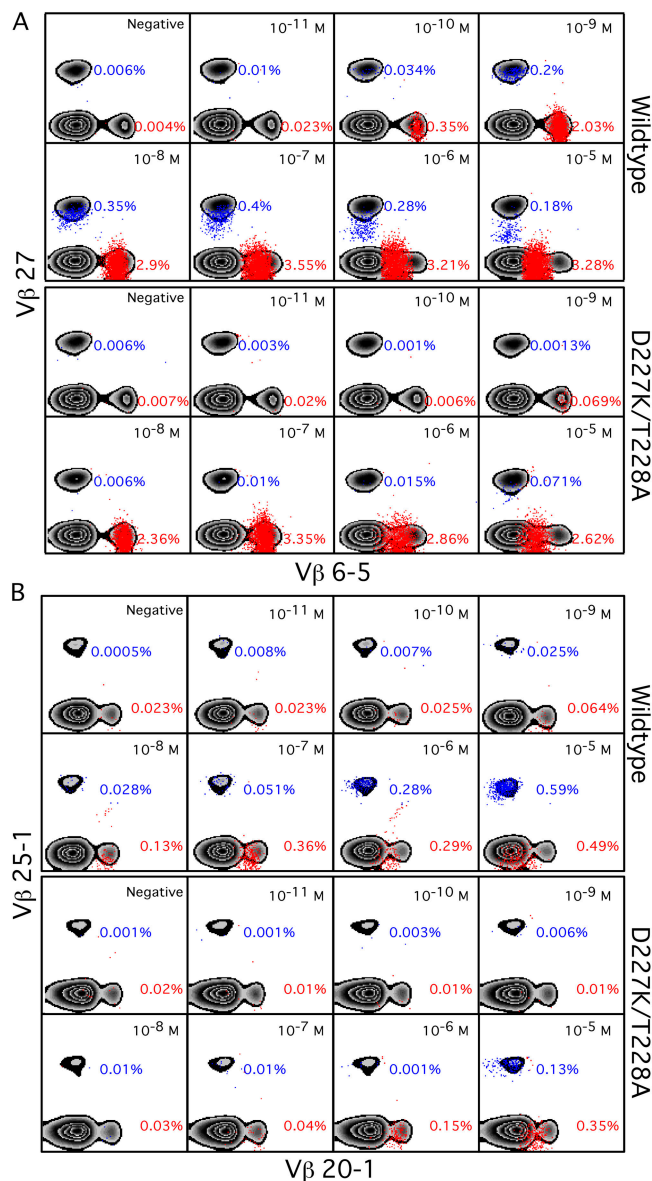 A
Negative 10⁻¹¹ M 10⁻¹⁰ M 10⁻⁹ M
0.006% 0.01% 0.034% 0.2%
0.004% 0.023% 0.35% 2.03%
10⁻⁸ M 10⁻⁷ M 10⁻⁶ M 10⁻⁵ M
0.35% 0.4% 0.28% 0.18%
2.9% 3.55% 3.21% 3.28%
Wildtype
Negative 10⁻¹¹ M 10⁻¹⁰ M 10⁻⁹ M
0.006% 0.003% 0.001% 0.0013%
0.007% 0.02% 0.006% 0.069%
10⁻⁸ M 10⁻⁷ M 10⁻⁶ M 10⁻⁵ M
0.006% 0.01% 0.015% 0.071%
2.36% 3.35% 2.86% 2.62%
D227K/T228A
Vβ 27
Vβ 6-5
B
Negative 10⁻¹¹ M 10⁻¹⁰ M 10⁻⁹ M
0.0005% 0.008% 0.007% 0.025%
0.023% 0.023% 0.025% 0.064%
10⁻⁸ M 10⁻⁷ M 10⁻⁶ M 10⁻⁵ M
0.028% 0.051% 0.28% 0.59%
0.13% 0.36% 0.29% 0.49%
Wildtype
Negative 10⁻¹¹ M 10⁻¹⁰ M 10⁻⁹ M
0.001% 0.001% 0.003% 0.006%
0.02% 0.01% 0.01% 0.01%
10⁻⁸ M 10⁻⁷ M 10⁻⁶ M 10⁻⁵ M
0.01% 0.01% 0.001% 0.13%
0.03% 0.04% 0.15% 0.35%
D227K/T228A
Vβ 25-1
Vβ 20-1